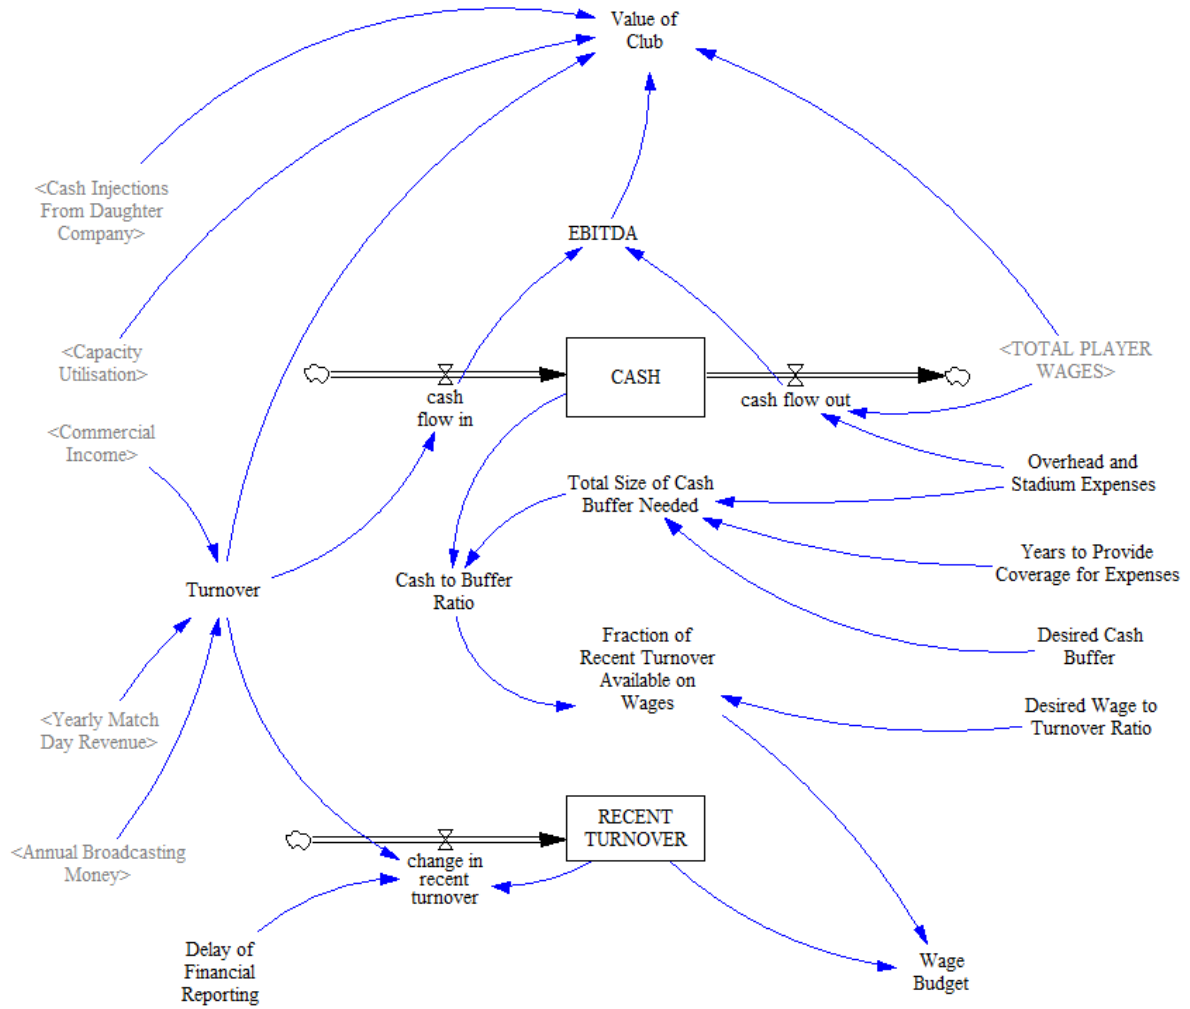 Value of
Club
<Cash Injections
From Daughter
Company>
EBITDA
<Capacity
Utilisation>
<TOTAL PLAYER
WAGES>
CASH
cash
flow in
cash flow out
<Commercial
Income>
Overhead and
Stadium Expenses
Total Size of Cash
Buffer Needed
Years to Provide
Coverage for Expenses
Turnover
Cash to Buffer
Ratio
Fraction of
Recent Turnover
Available on
Wages
Desired Cash
Buffer
Desired Wage to
Turnover Ratio
<Yearly Match
Day Revenue>
RECENT
TURNOVER
<Annual Broadcasting
Money>
change in
recent
turnover
Delay of
Financial
Reporting
Wage
Budget